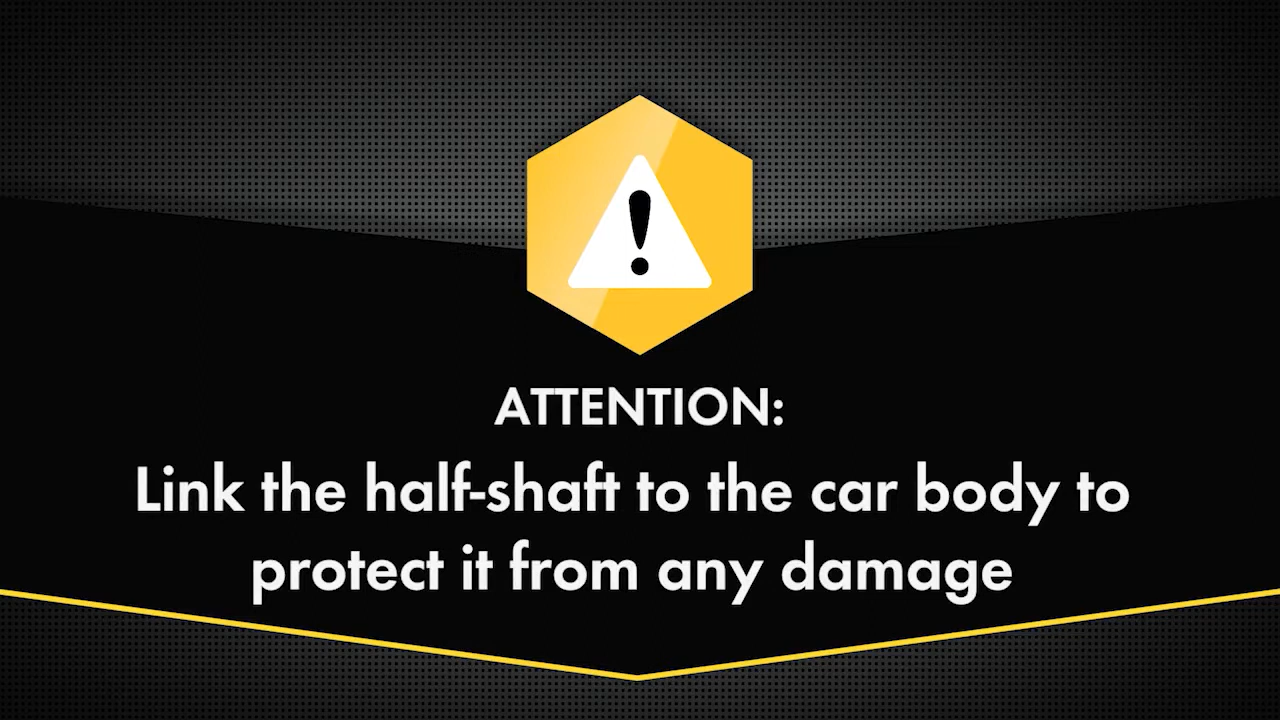 ATTENTION:
Link the half-shaft to the car body to
protect it from any damage